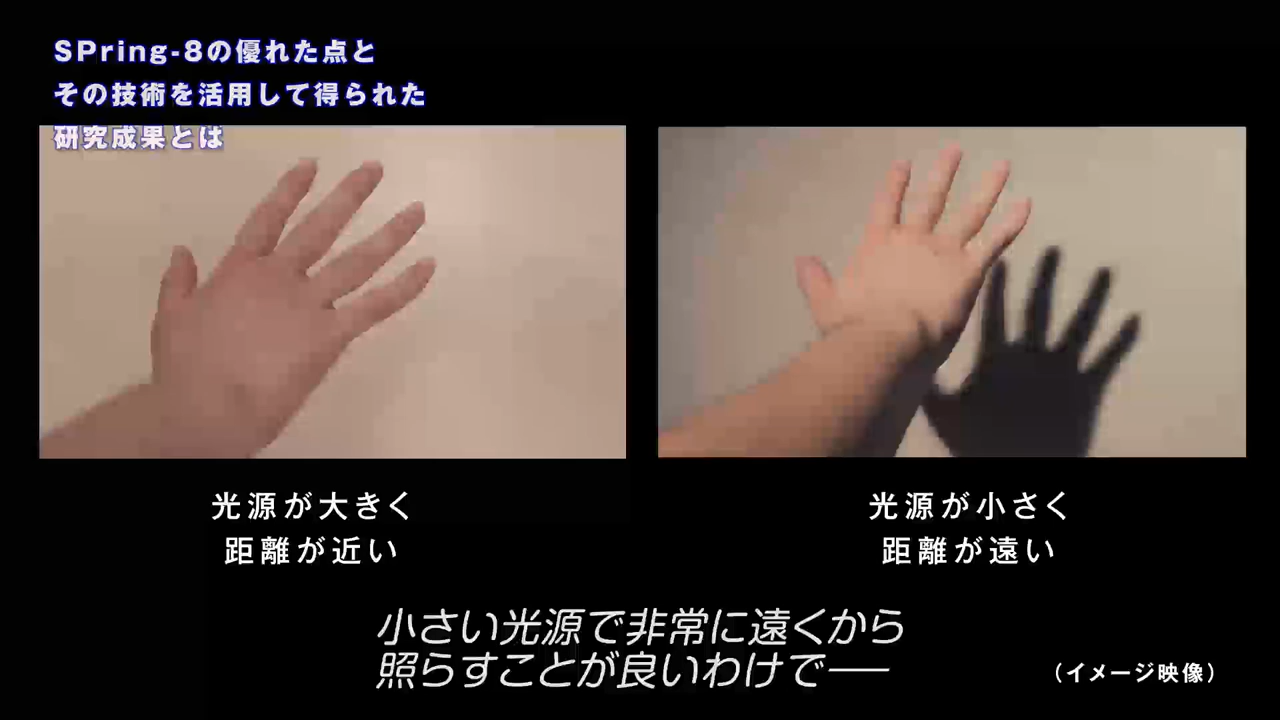 SPring-8の優れた点と
その技術を活用して得られた
研究成果とは
光源が大きく
距離が近い
光源が小さく
距離が遠い
小さい光源で非常に遠くから
照らすことが良いわけで――
（イメージ映像）